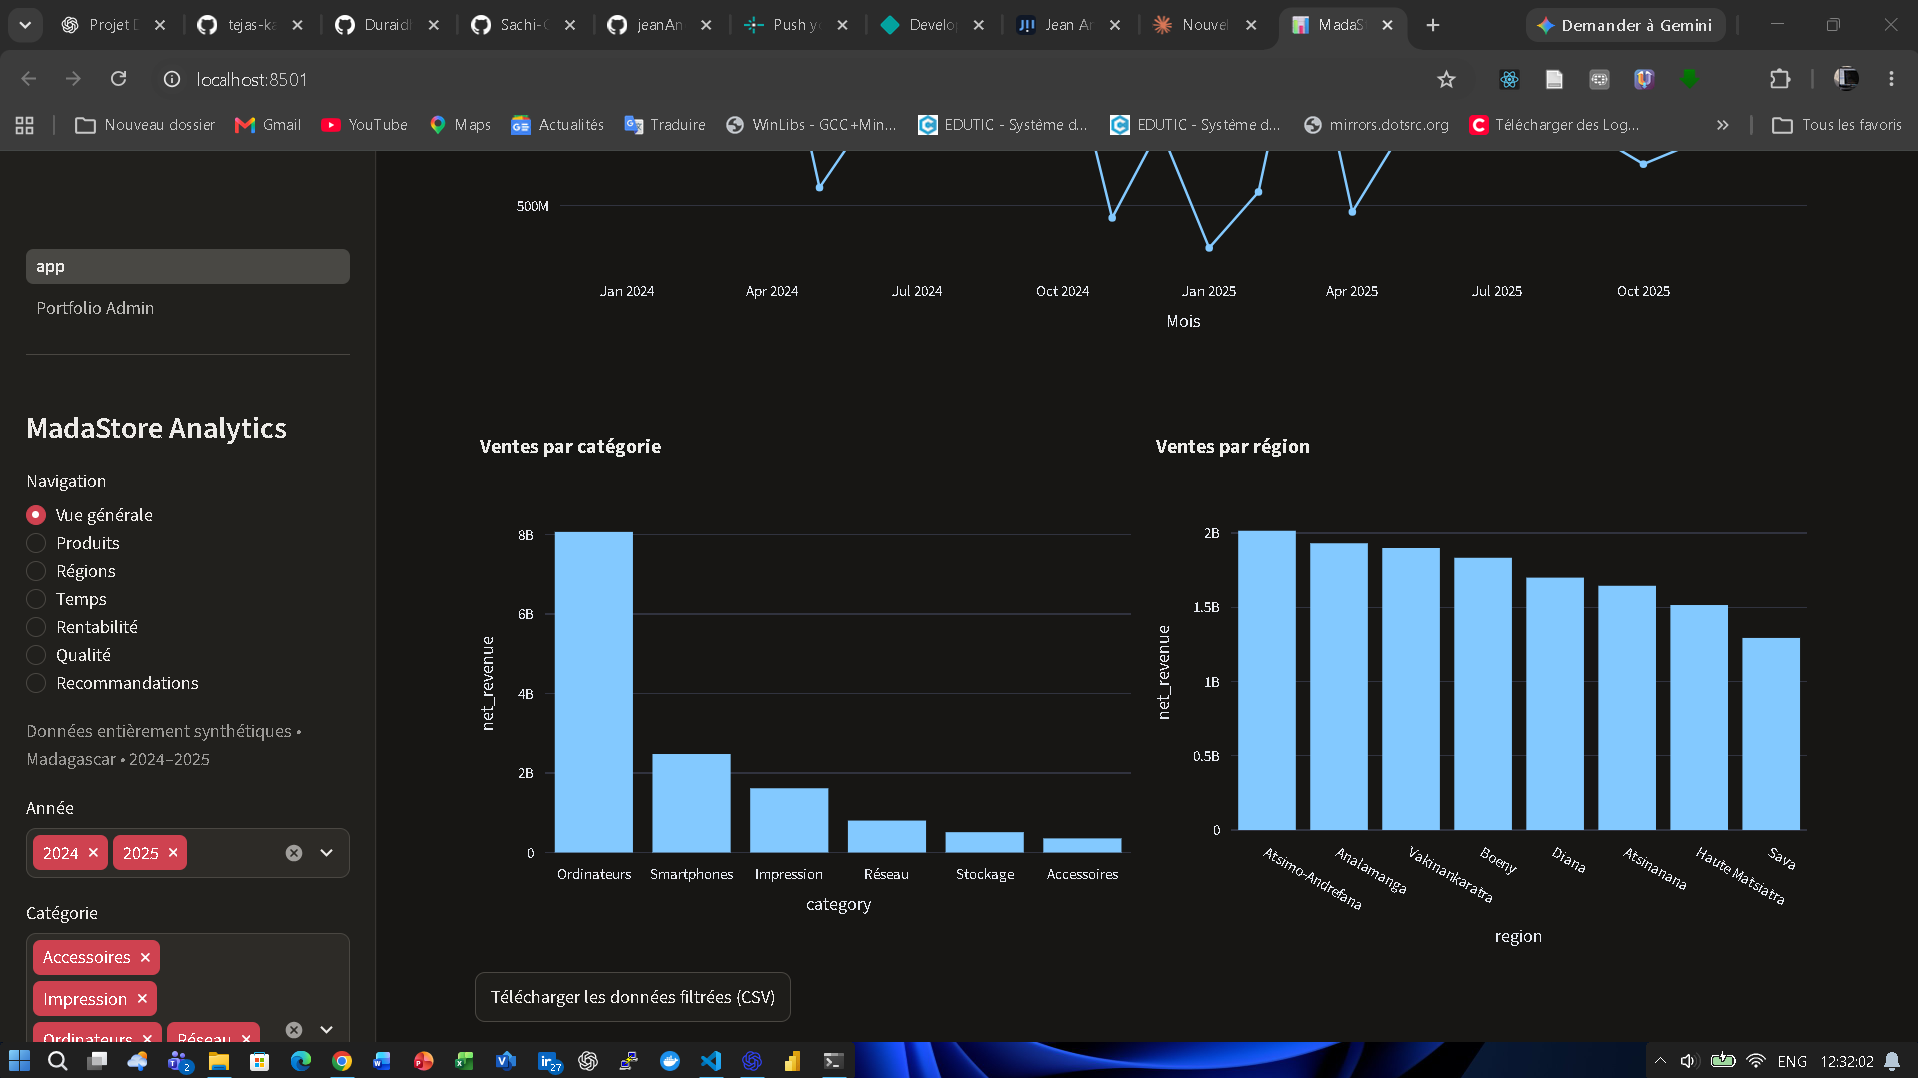 Projet D
tejas-ka
Duraid
Sachi-C
jeanAn
Push yo
Develop
Jean Ar
Nouvel
MadaS
Demander à Gemini
localhost:8501
Nouveau dossier
Gmail
YouTube
Maps
Actualités
Traduire
WinLibs - GCC+Min...
EDUTIC - Système d...
EDUTIC - Système d...
mirrors.dotsrc.org
Télécharger des Log...
Tous les favoris
app
Portfolio Admin
MadaStore Analytics
Navigation
Vue générale
Produits
Régions
Temps
Rentabilité
Qualité
Recommandations
Données entièrement synthétiques •
Madagascar • 2024–2025
Année
2024
2025
Catégorie
Accessoires
Impression
Ordinateurs
Réseau
500M
Jan 2024
Apr 2024
Jul 2024
Oct 2024
Jan 2025
Apr 2025
Jul 2025
Oct 2025
Mois
Ventes par catégorie
8B
6B
4B
2B
0
net_revenue
Ordinateurs
Smartphones
Impression
Réseau
Stockage
Accessoires
category
Ventes par région
2B
1.5B
1B
0.5B
0
net_revenue
Atsimo-Andrefana
Analamanga
Vakinankaratra
Boeny
Diana
Atsinanana
Haute Matsiatra
Sava
region
Télécharger les données filtrées (CSV)
2
27
ENG
12:32:02